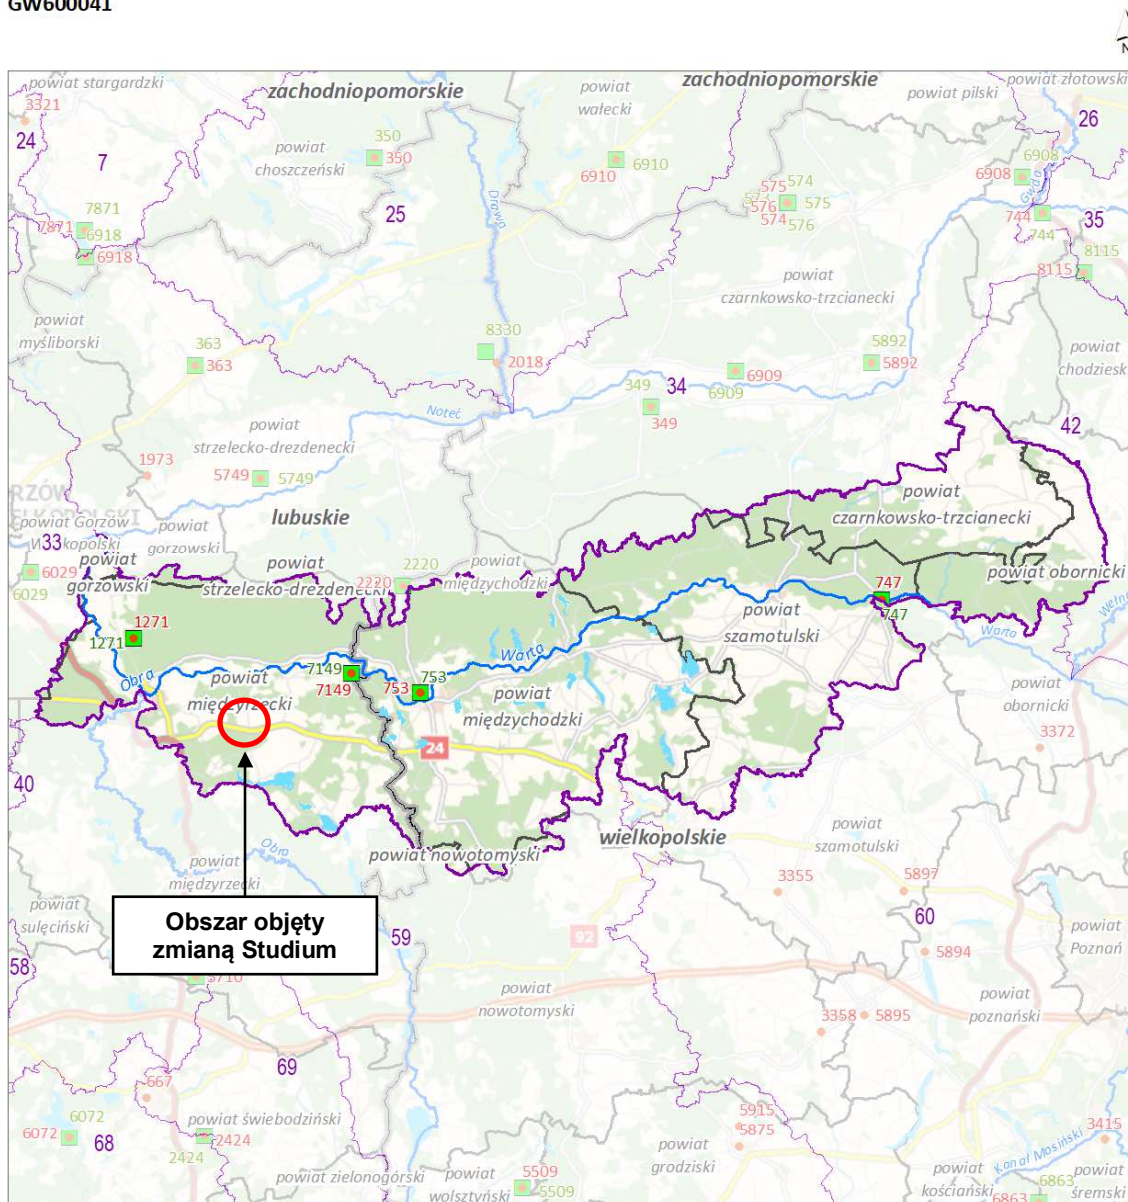 GW600041
N
powiat stargardzki
zachodniopomorskie
powiat
wałecki
zachodniopomorskie
powiat pilski
powiat złotowski
3321
24
7
powiat
choszczeński
350
350
6910
6910
26
6908
6908
575
574
573
576
575
574
576
Gwda
744
744
35
7871
7871
6918
6918
25
Drawa
8115
8115
powiat
myśliborski
powiat
czarnkowsko-trzcianecki
363
363
8330
2018
5892
5892
powiat
chodzieski
349
349
34
6909
6909
Noteć
42
powiat
strzelecko-drezdenecki
1973
5749
5749
RZÓW
ELKOPOLSKI
lubuskie
powiat
czarnkowsko-trzcianecki
powiat Gorzów
Wielkopolski
powiat
gorzowski
33
6029
6029
powiat
gorzowski
powiat
strzelecko-drezdenecki
2220
2220
powiat
międzychodzki
747
747
powiat obornicki
Wełna
1271
1271
powiat
szamotulski
Warta
Warta
Obra
powiat
międzyrzecki
7149
7149
753
753
powiat
międzychodzki
powiat
obornicki
3372
24
40
Obra
powiat nowotomyski
wielkopolskie
powiat
szamotulski
powiat
międzyrzecki
3355
5897
powiat
sulęciński
Obszar objęty
zmianą Studium
59
92
60
powiat
Poznań
58
5894
powiat
nowotomyski
powiat
poznański
3358
5895
69
667
6072
6072
68
powiat świebodziński
2424
2424
5915
5875
powiat
grodziski
3415
Kanał Mosiński
powiat zielonogórski
powiat
wolsztyński
5509
5509
powiat
kościański
6863
6863
powiat
śremski